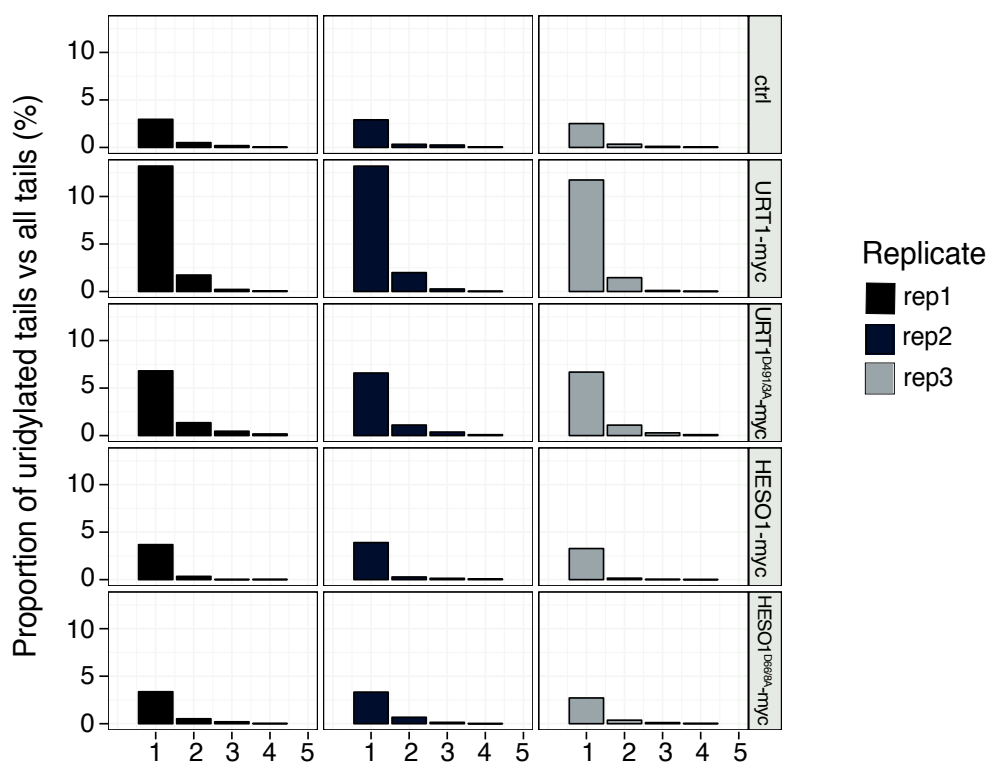 Proportion of uridylated tails vs all tails (%)
10
5
0
ctrl
10
5
0
URT1-myc
10
5
0
URT1D491/3A-myc
10
5
0
HESO1-myc
10
5
0
HESO1D66/8A-myc
1 2 3 4 5 1 2 3 4 5 1 2 3 4 5
Replicate
rep1
rep2
rep3